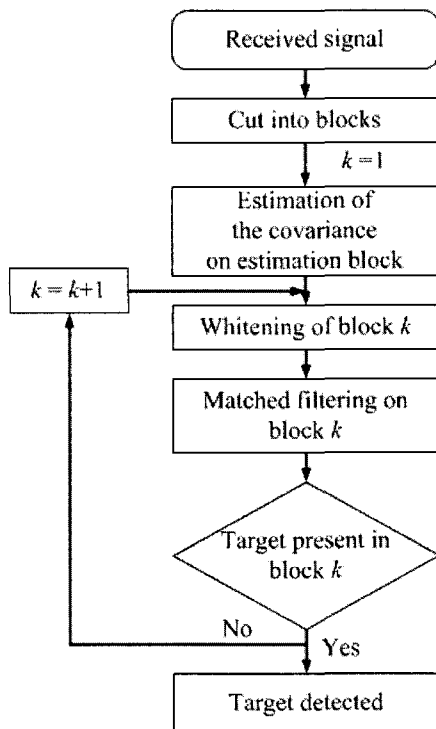 Received signal
Cut into blocks
k =1
Estimation of
the covariance
on estimation block
k = k+1
Whitening of block k
Matched filtering on
block k
Target present in
block k
No
Yes
Target detected